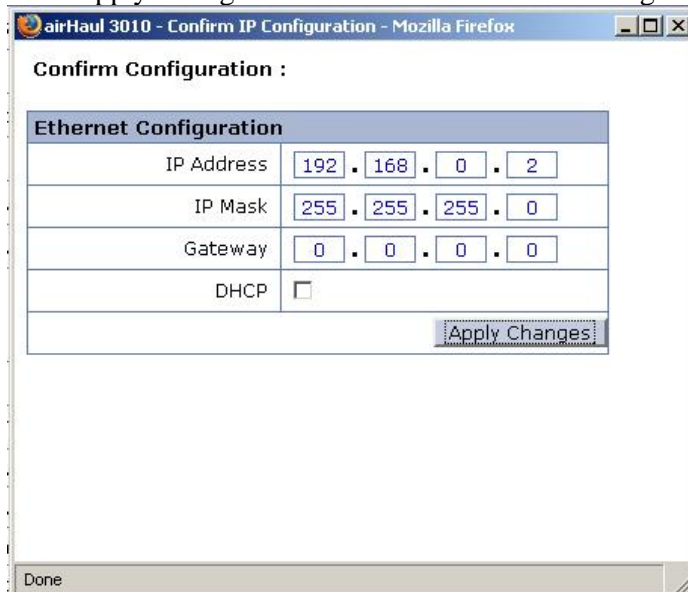 airHaul 3010 - Confirm IP Configuration - Mozilla Firefox
Confirm Configuration :
Ethernet Configuration
IP Address 192 . 168 . 0 . 2
IP Mask 255 . 255 . 255 . 0
Gateway 0 . 0 . 0 . 0
DHCP
Apply Changes
Done